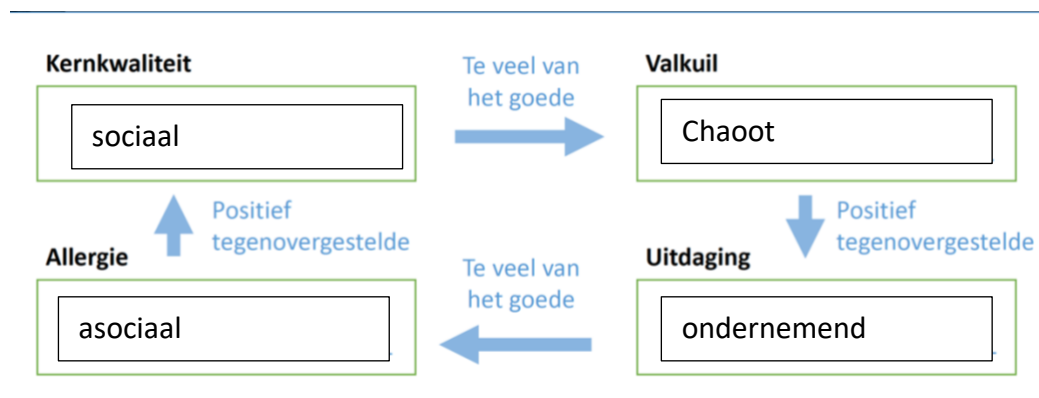 Kernkwaliteit
Te veel van
het goede
Valkuil
sociaal
Chaoot
Positief
tegenovergestelde
Positief
tegenovergestelde
Allergie
Te veel van
het goede
Uitdaging
asociaal
ondernemend